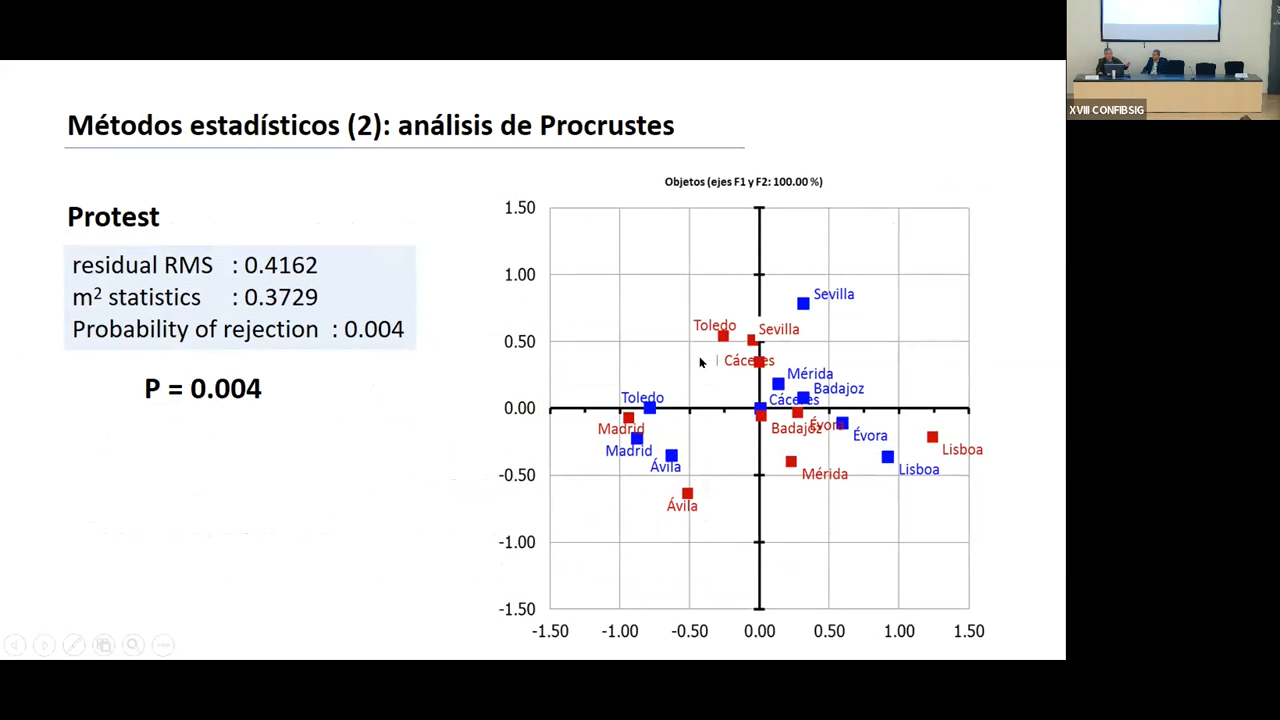 XVIII CONFIBSIG
Métodos estadísticos (2): análisis de Procrustes
Protest
residual RMS : 0.4162
m² statistics : 0.3729
Probability of rejection : 0.004
P = 0.004
Objetos (ejes F1 y F2: 100.00 %)
1.50
1.00
0.50
0.00
-0.50
-1.00
-1.50
Sevilla
Toledo
Sevilla
Cáceres
Mérida
Badajoz
Toledo
Cáceres
Madrid
Badajoz
Évora
Évora
Madrid
Lisboa
Ávila
Lisboa
Mérida
Ávila
-1.50 -1.00 -0.50 0.00 0.50 1.00 1.50